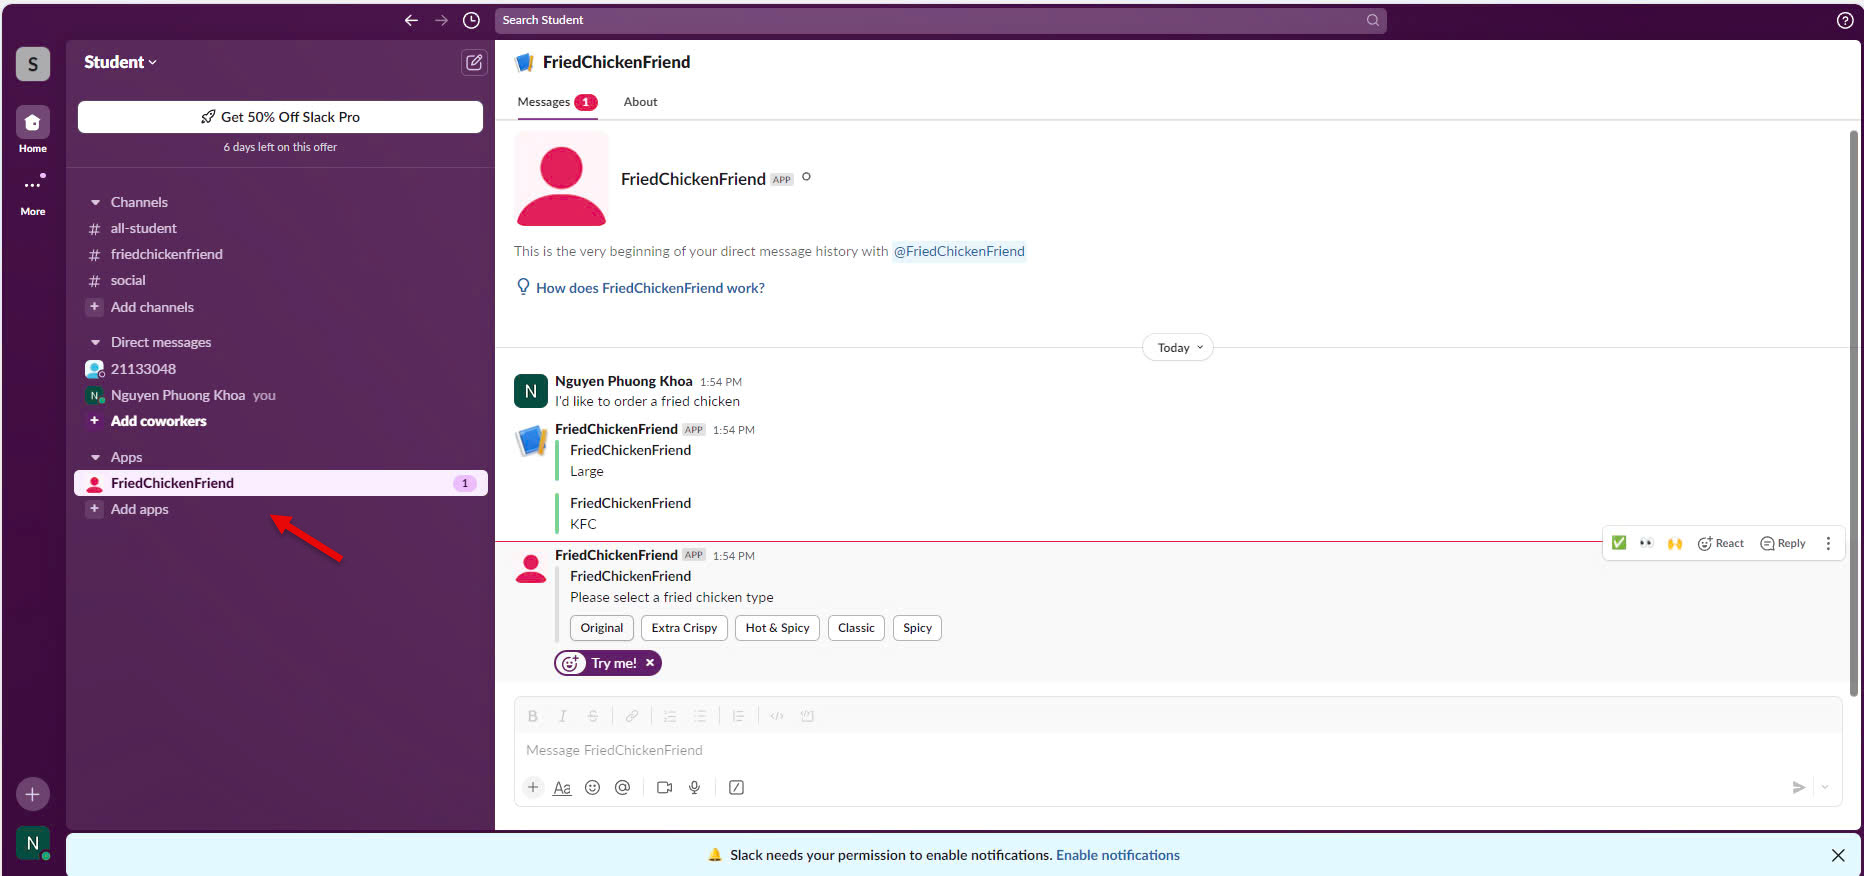 Search Student
S
Student
Get 50% Off Slack Pro
6 days left on this offer
Home
More
Channels
# all-student
# friedchickenfriend
# social
+ Add channels
Direct messages
21133048
N Nguyen Phuong Khoa you
+ Add coworkers
Apps
FriedChickenFriend 1
+ Add apps
N
FriedChickenFriend
Messages 1 About
FriedChickenFriend APP
This is the very beginning of your direct message history with @FriedChickenFriend
How does FriedChickenFriend work?
Today
N Nguyen Phuong Khoa 1:54 PM
I'd like to order a fried chicken
FriedChickenFriend APP 1:54 PM
FriedChickenFriend
Large
FriedChickenFriend
KFC
React Reply
FriedChickenFriend APP 1:54 PM
FriedChickenFriend
Please select a fried chicken type
Original Extra Crispy Hot & Spicy Classic Spicy
Try me!
B I S
Message FriedChickenFriend
+ Aa @
Slack needs your permission to enable notifications. Enable notifications